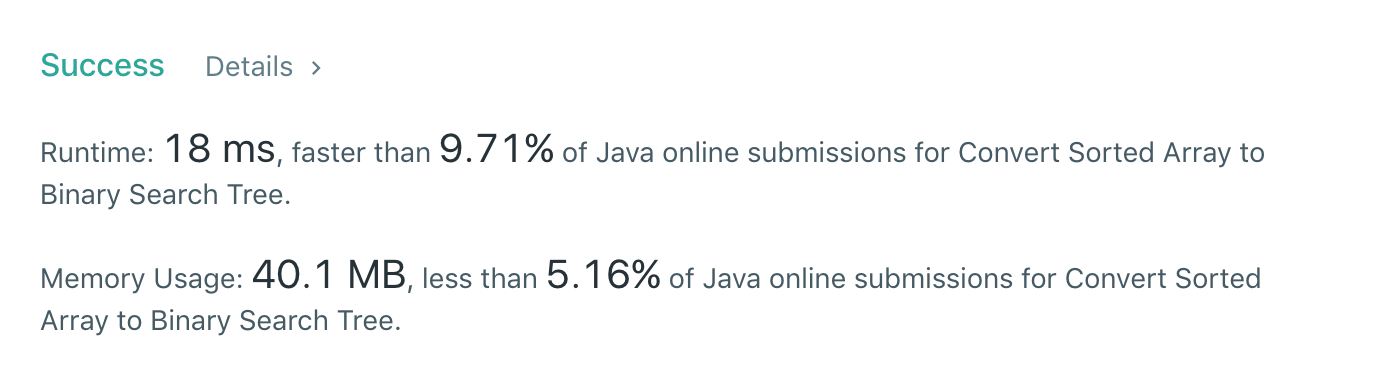 Success Details >
Runtime: 18 ms, faster than 9.71% of Java online submissions for Convert Sorted Array to
Binary Search Tree.
Memory Usage: 40.1 MB, less than 5.16% of Java online submissions for Convert Sorted
Array to Binary Search Tree.